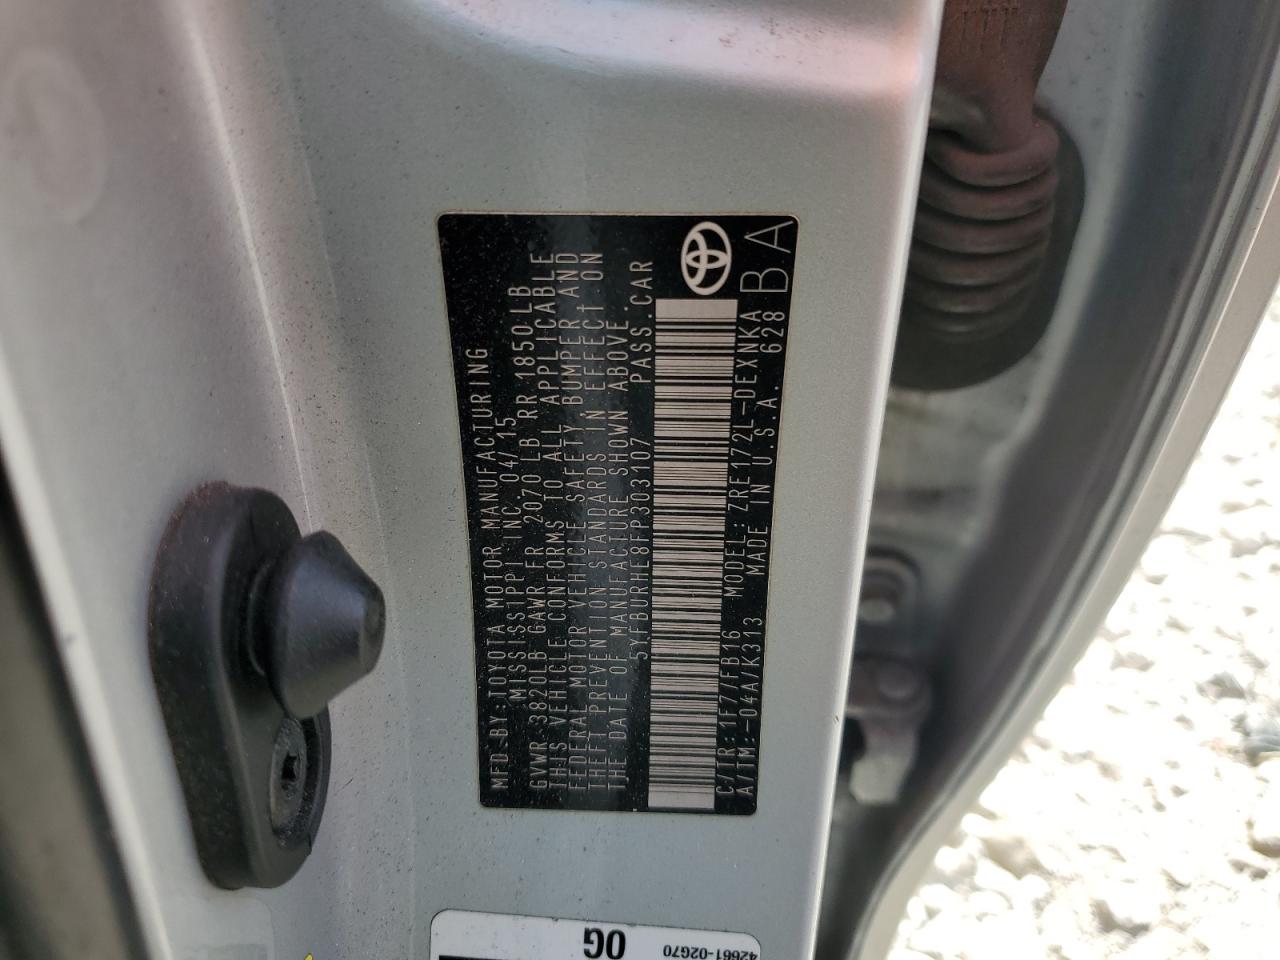 MFD.BY:TOYOTA MOTOR MANUFACTURING
MISSISSIPPI INC. 04/15
GVWR 3820LB GAWR FR 2070 LB RR 1850 LB
THIS VEHICLE CONFORMS TO ALL APPLICABLE
FEDERAL MOTOR VEHICLE SAFETY, BUMPER, AND
THEFT PREVENTION STANDARDS IN EFFECT ON
THE DATE OF MANUFACTURE SHOWN ABOVE.
5YFBURHE8FP303107 PASS.CAR
C/TR:1F7/FB16 MODEL:ZRE172L-DEXNKA
A/TM:-04A/K313 MADE IN U.S.A. 628
BA
42661-02G70
OG